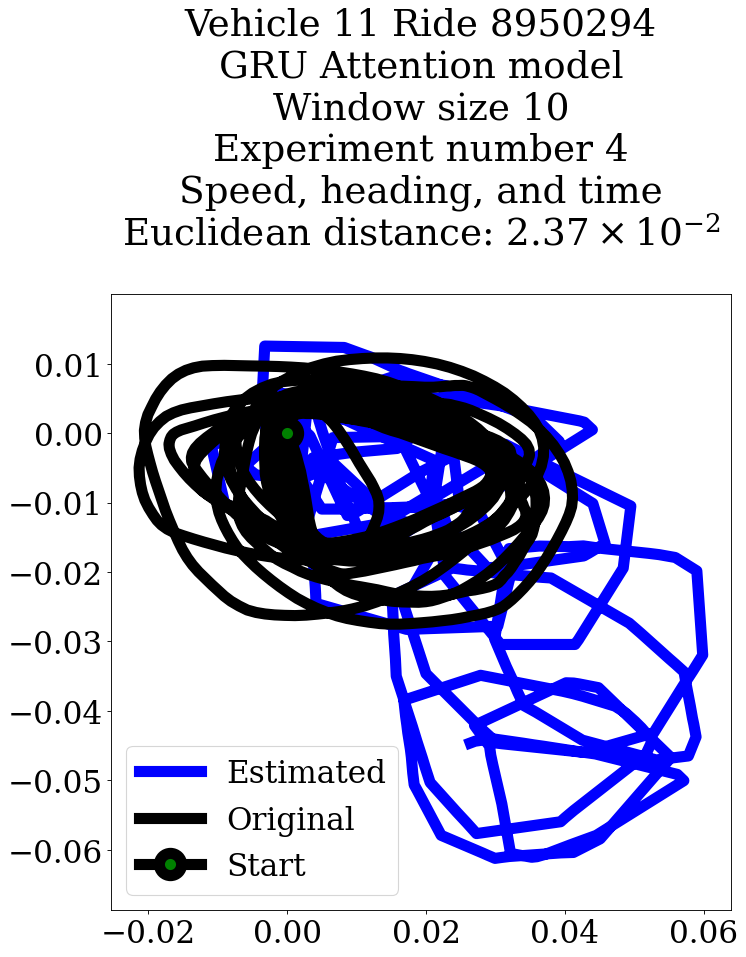 Vehicle 11 Ride 8950294
GRU Attention model
Window size 10
Experiment number 4
Speed, heading, and time
Euclidean distance: 2.37 × 10⁻²
0.01
0.00
−0.01
−0.02
−0.03
−0.04
−0.05
−0.06
Estimated
Original
Start
−0.02 0.00 0.02 0.04 0.06